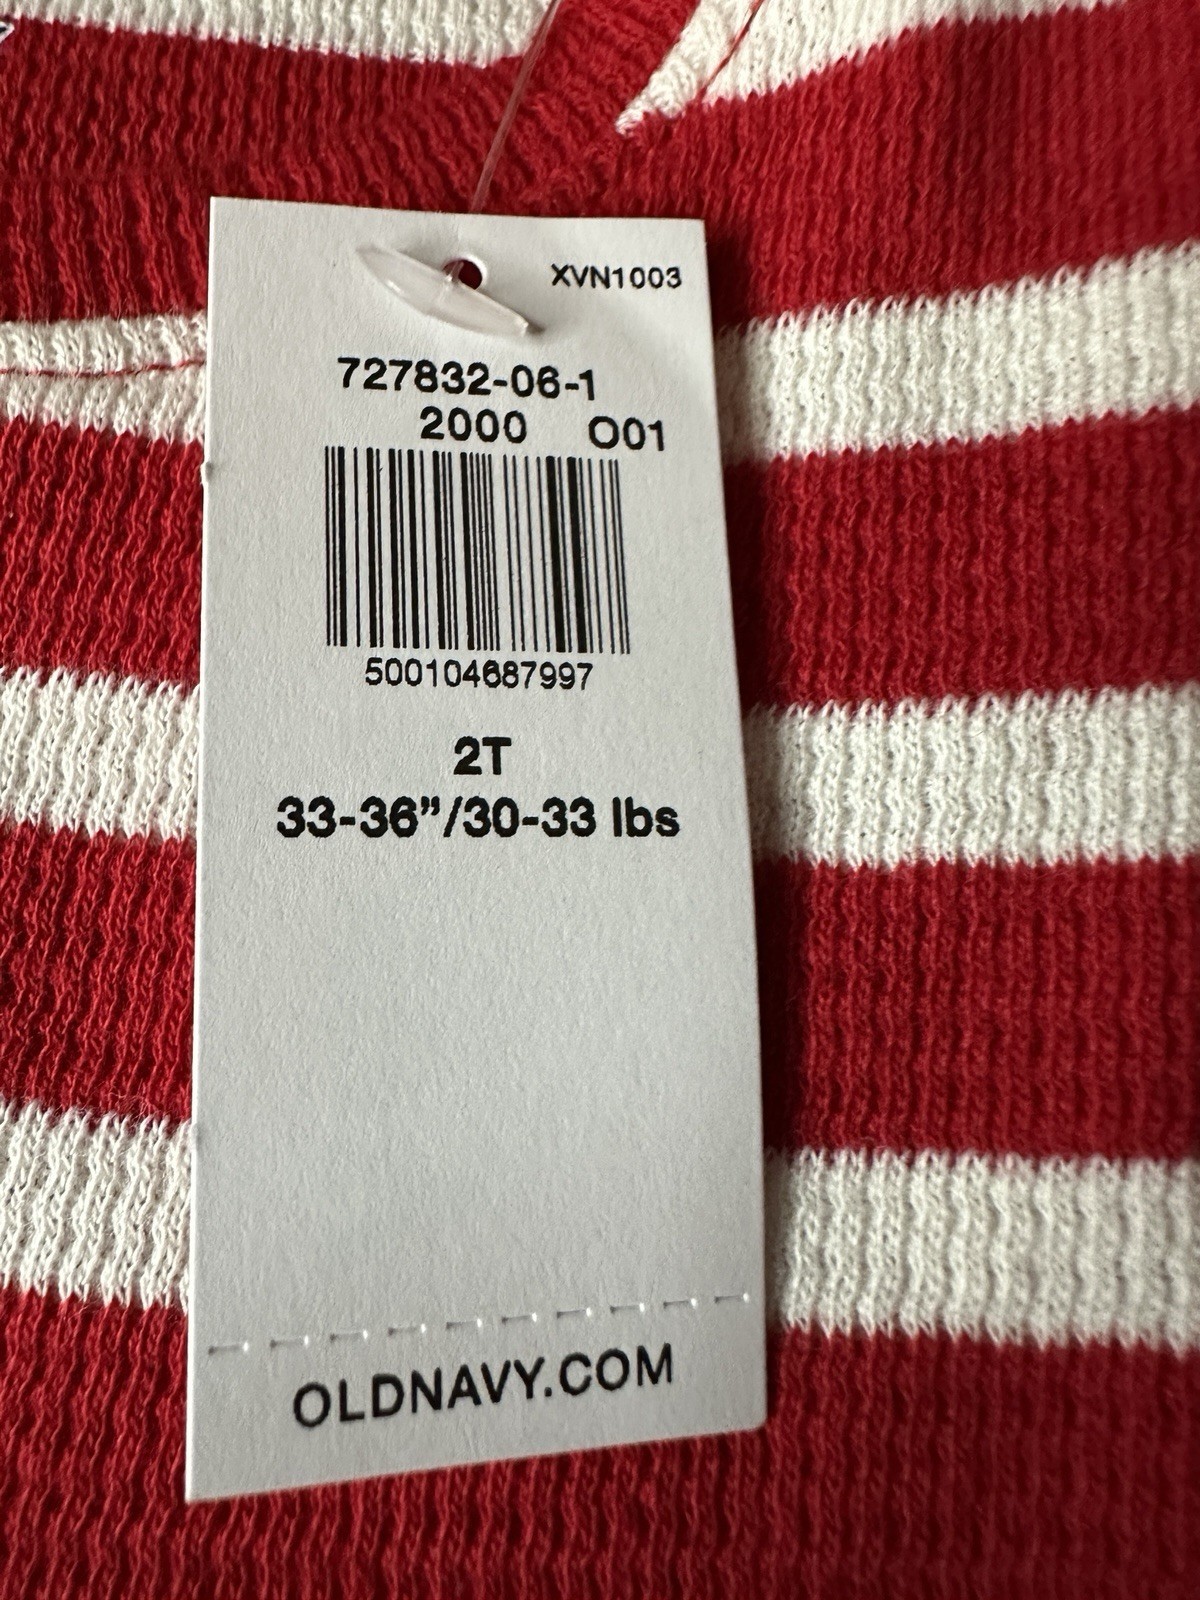 XVN1003
727832-06-1
2000 O01
500104687997
2T
33-36”/30-33 lbs
OLDNAVY.COM